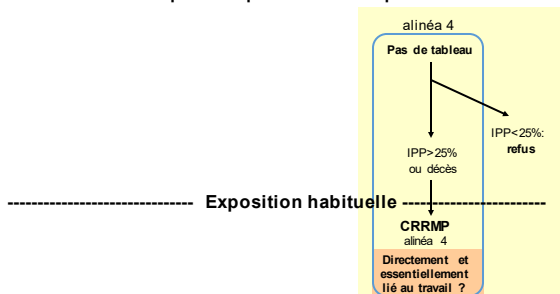 alinéa 4
Pas de tableau
IPP<25%:
refus
IPP>25%
ou décès
Exposition habituelle
CRRMP
alinéa 4
Directement et
essentiellement
lié au travail ?